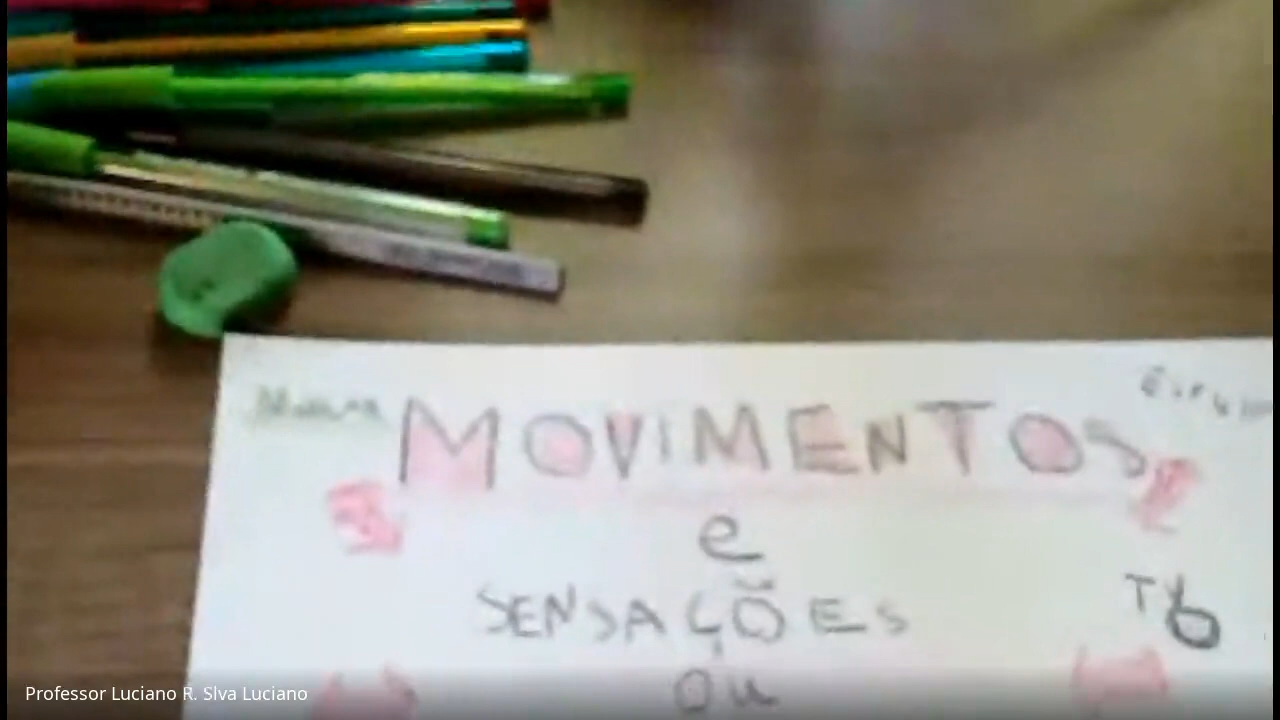 MOVIMENTOS
e
SENSAÇÕES
ou
Professor Luciano R. Slva Luciano